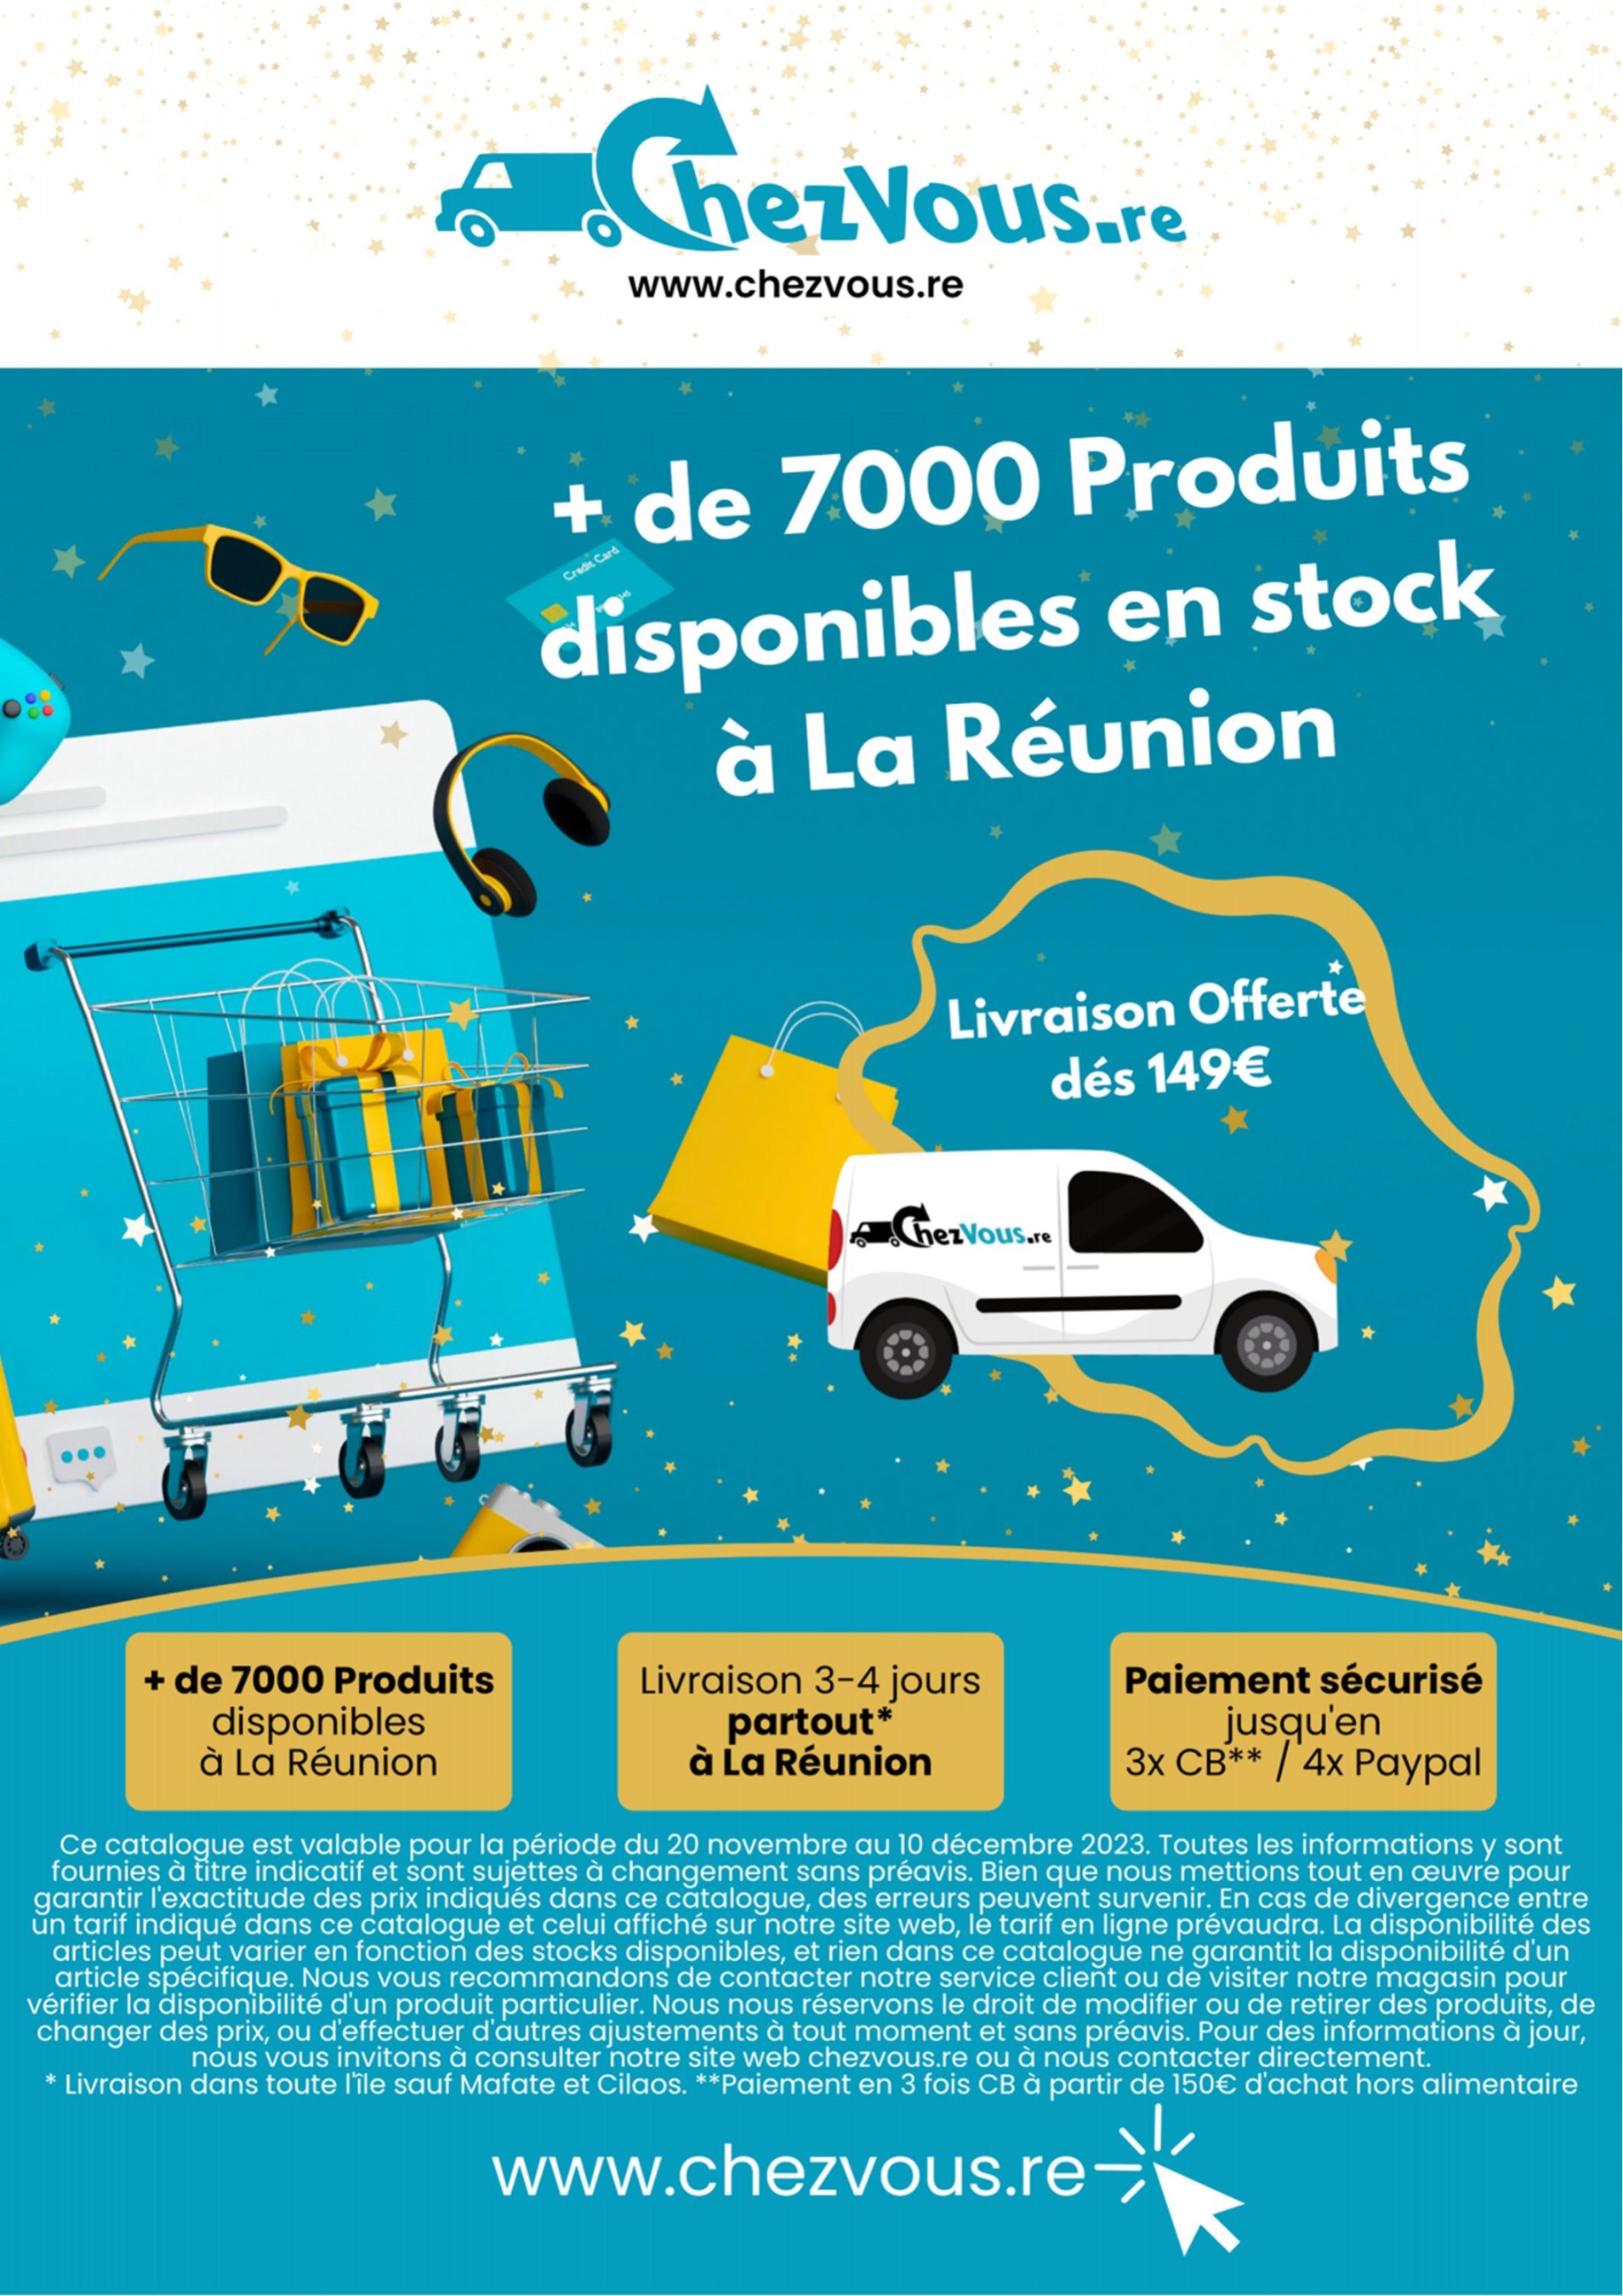 ChezVous.re
www.chezvous.re
+ de 7000 Produits
disponibles en stock
à La Réunion
Credit Card
Livraison Offerte
dés 149€
ChezVous.re
+ de 7000 Produits
disponibles
à La Réunion
Livraison 3-4 jours
partout*
à La Réunion
Paiement sécurisé
jusqu'en
3x CB** / 4x Paypal
Ce catalogue est valable pour la période du 20 novembre au 10 décembre 2023. Toutes les informations y sont
fournies à titre indicatif et sont sujettes à changement sans préavis. Bien que nous mettions tout en œuvre pour
garantir l'exactitude des prix indiqués dans ce catalogue, des erreurs peuvent survenir. En cas de divergence entre
un tarif indiqué dans ce catalogue et celui affiché sur notre site web, le tarif en ligne prévaudra. La disponibilité des
articles peut varier en fonction des stocks disponibles, et rien dans ce catalogue ne garantit la disponibilité d'un
article spécifique. Nous vous recommandons de contacter notre service client ou de visiter notre magasin pour
vérifier la disponibilité d'un produit particulier. Nous nous réservons le droit de modifier ou de retirer des produits, de
changer des prix, ou d'effectuer d'autres ajustements à tout moment et sans préavis. Pour des informations à jour,
nous vous invitons à consulter notre site web chezvous.re ou à nous contacter directement.
* Livraison dans toute l'île sauf Mafate et Cilaos. **Paiement en 3 fois CB à partir de 150€ d'achat hors alimentaire
www.chezvous.re